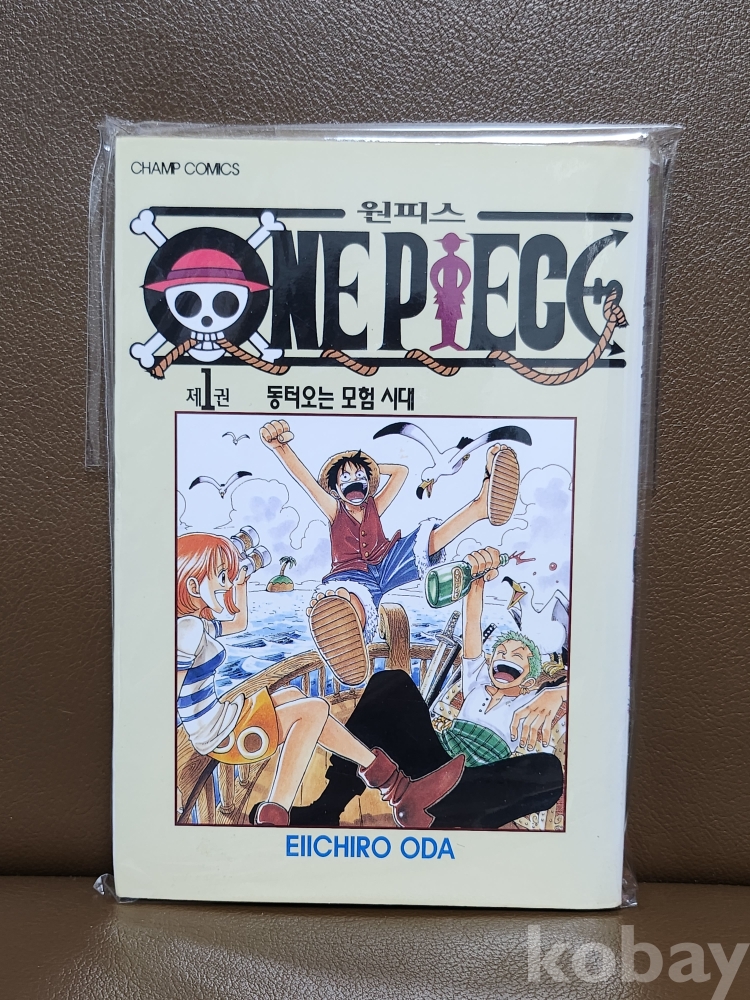 CHAMP COMICS
원피스
ONE PIECE
제1권 동터오는 모험 시대
EIICHIRO ODA
kobay